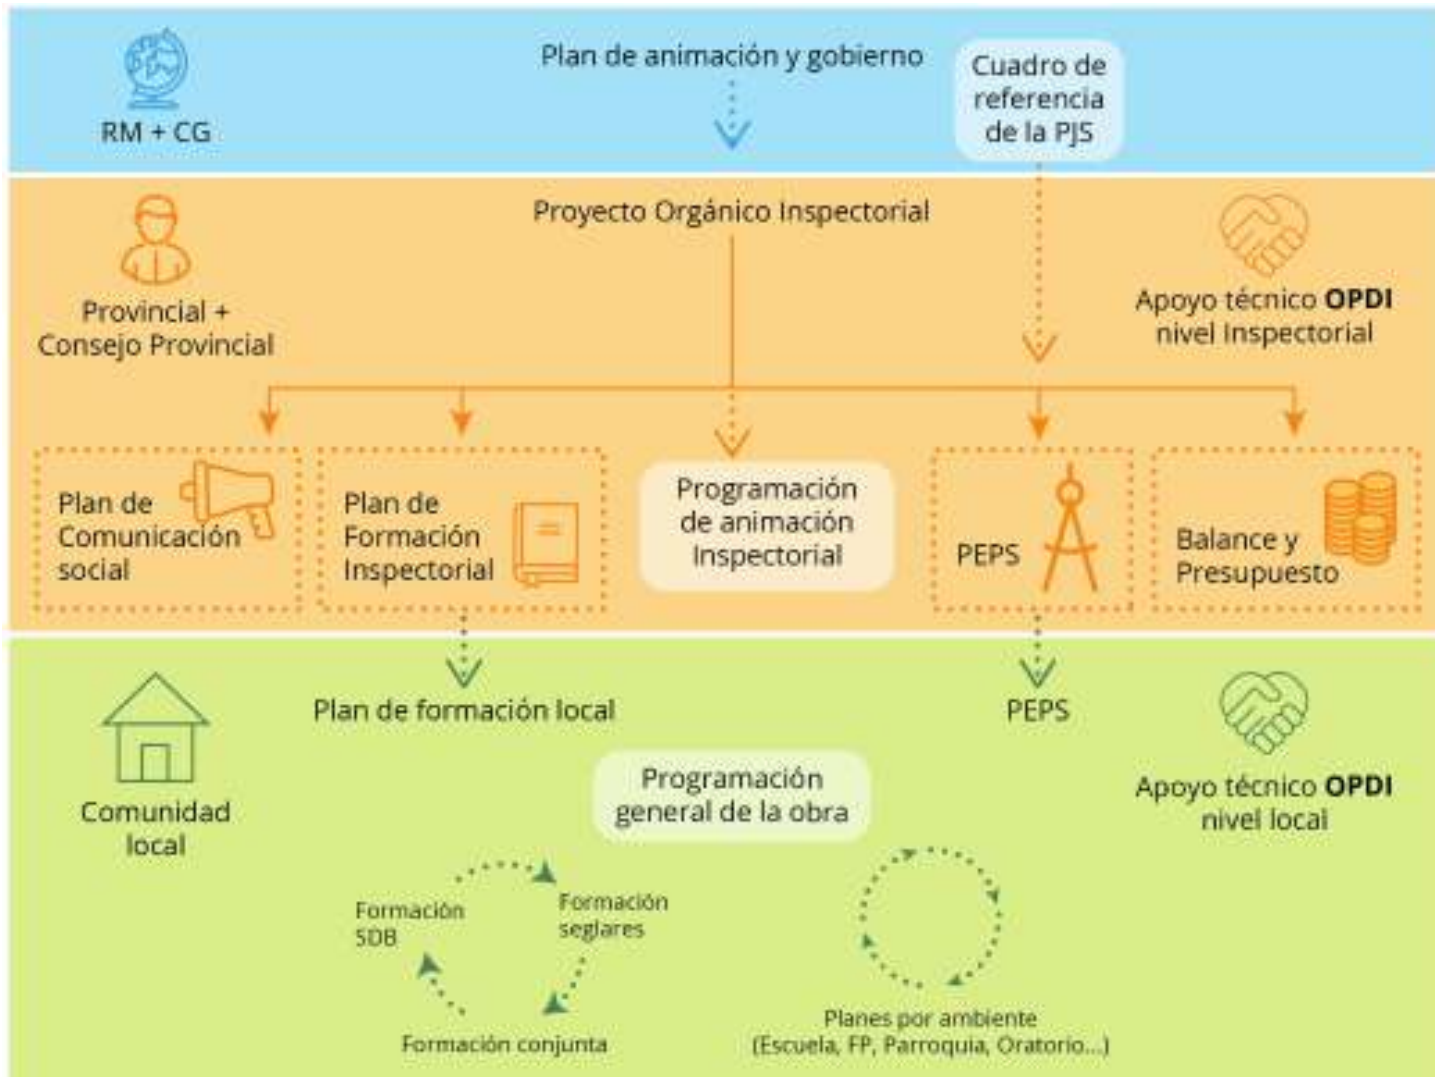 Plan de animación y gobierno
Cuadro de
referencia
de la PJS
RM + CG
Proyecto Orgánico Inspectorial
Provincial +
Consejo Provincial
Apoyo técnico OPDI
nivel Inspectorial
Plan de
Comunicación
social
Plan de
Formación
Inspectorial
Programación
de animación
Inspectorial
PEPS
Balance y
Presupuesto
Plan de formación local
PEPS
Comunidad
local
Programación
general de la obra
Apoyo técnico OPDI
nivel local
Formación
SDB
Formación
seglares
Formación conjunta
Planes por ambiente
(Escuela, FP, Parroquia, Oratorio...)